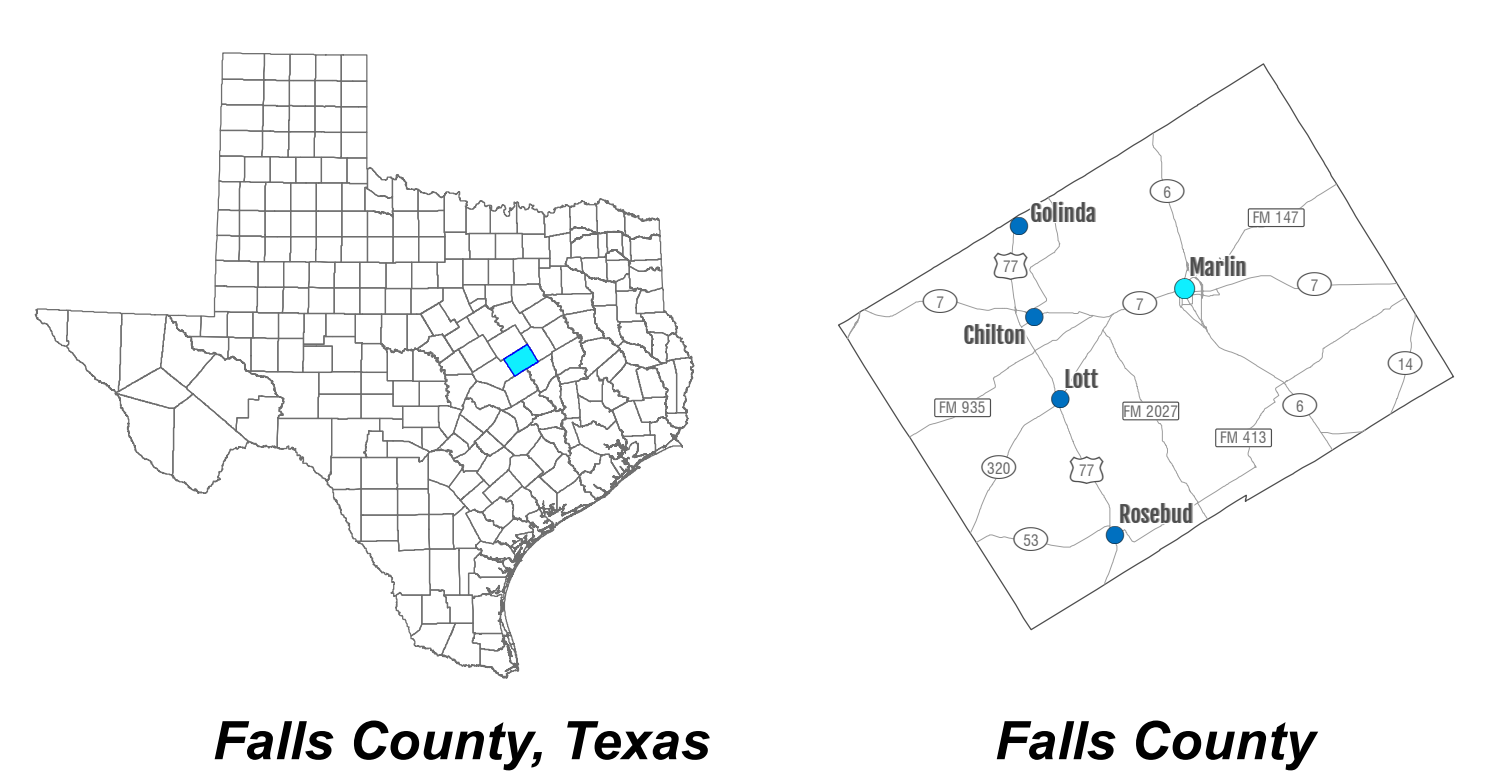 6
Golinda
FM 147
77
Marlin
7
7
7
Chilton
14
Lott
FM 935
FM 2027
6
FM 413
320
77
Rosebud
53
Falls County, Texas
Falls County